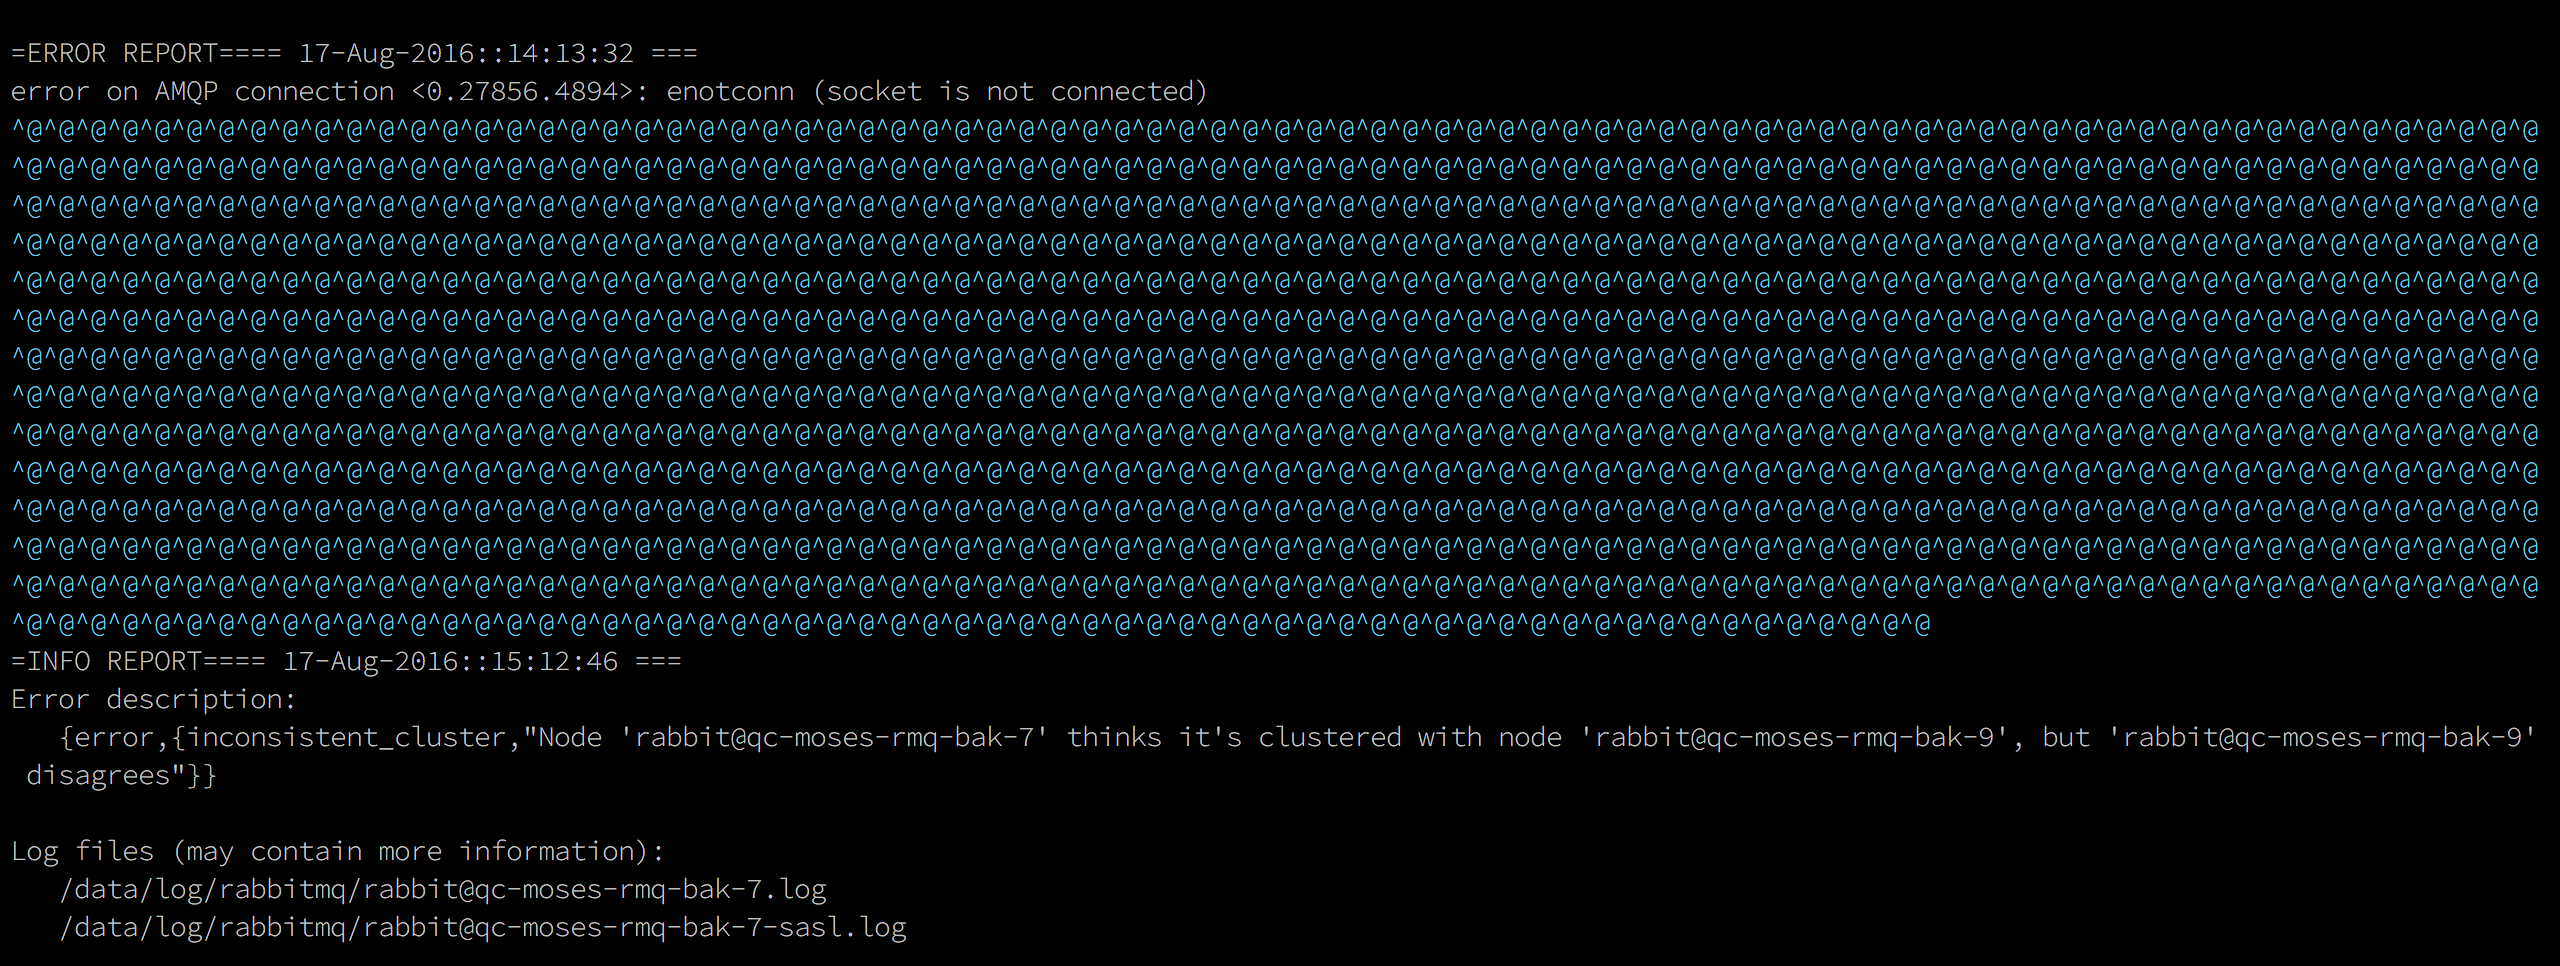 =ERROR REPORT==== 17-Aug-2016::14:13:32 ===
error on AMQP connection <0.27856.4894>: enotconn (socket is not connected)
^@^@^@^@^@^@^@^@^@^@^@^@^@^@^@^@^@^@^@^@^@^@^@^@^@^@^@^@^@^@^@^@^@^@^@^@^@^@^@^@^@^@^@^@^@^@^@^@^@^@^@^@^@^@^@^@^@^@^@^@^@^@^@^@^@^@^@^@^@^@^@^@^@^@^@^@^@^@^@
^@^@^@^@^@^@^@^@^@^@^@^@^@^@^@^@^@^@^@^@^@^@^@^@^@^@^@^@^@^@^@^@^@^@^@^@^@^@^@^@^@^@^@^@^@^@^@^@^@^@^@^@^@^@^@^@^@^@^@^@^@^@^@^@^@^@^@^@^@^@^@^@^@^@^@^@^@^@^@
^@^@^@^@^@^@^@^@^@^@^@^@^@^@^@^@^@^@^@^@^@^@^@^@^@^@^@^@^@^@^@^@^@^@^@^@^@^@^@^@^@^@^@^@^@^@^@^@^@^@^@^@^@^@^@^@^@^@^@^@^@^@^@^@^@^@^@^@^@^@^@^@^@^@^@^@^@^@^@
^@^@^@^@^@^@^@^@^@^@^@^@^@^@^@^@^@^@^@^@^@^@^@^@^@^@^@^@^@^@^@^@^@^@^@^@^@^@^@^@^@^@^@^@^@^@^@^@^@^@^@^@^@^@^@^@^@^@^@^@^@^@^@^@^@^@^@^@^@^@^@^@^@^@^@^@^@^@^@
^@^@^@^@^@^@^@^@^@^@^@^@^@^@^@^@^@^@^@^@^@^@^@^@^@^@^@^@^@^@^@^@^@^@^@^@^@^@^@^@^@^@^@^@^@^@^@^@^@^@^@^@^@^@^@^@^@^@^@^@^@^@^@^@^@^@^@^@^@^@^@^@^@^@^@^@^@^@^@
^@^@^@^@^@^@^@^@^@^@^@^@^@^@^@^@^@^@^@^@^@^@^@^@^@^@^@^@^@^@^@^@^@^@^@^@^@^@^@^@^@^@^@^@^@^@^@^@^@^@^@^@^@^@^@^@^@^@^@^@^@^@^@^@^@^@^@^@^@^@^@^@^@^@^@^@^@^@^@
^@^@^@^@^@^@^@^@^@^@^@^@^@^@^@^@^@^@^@^@^@^@^@^@^@^@^@^@^@^@^@^@^@^@^@^@^@^@^@^@^@^@^@^@^@^@^@^@^@^@^@^@^@^@^@^@^@^@^@^@^@^@^@^@^@^@^@^@^@^@^@^@^@^@^@^@^@^@^@
^@^@^@^@^@^@^@^@^@^@^@^@^@^@^@^@^@^@^@^@^@^@^@^@^@^@^@^@^@^@^@^@^@^@^@^@^@^@^@^@^@^@^@^@^@^@^@^@^@^@^@^@^@^@^@^@^@^@^@^@^@^@^@^@^@^@^@^@^@^@^@^@^@^@^@^@^@^@^@
^@^@^@^@^@^@^@^@^@^@^@^@^@^@^@^@^@^@^@^@^@^@^@^@^@^@^@^@^@^@^@^@^@^@^@^@^@^@^@^@^@^@^@^@^@^@^@^@^@^@^@^@^@^@^@^@^@^@^@^@^@^@^@^@^@^@^@^@^@^@^@^@^@^@^@^@^@^@^@
^@^@^@^@^@^@^@^@^@^@^@^@^@^@^@^@^@^@^@^@^@^@^@^@^@^@^@^@^@^@^@^@^@^@^@^@^@^@^@^@^@^@^@^@^@^@^@^@^@^@^@^@^@^@^@^@^@^@^@^@^@^@^@^@^@^@^@^@^@^@^@^@^@^@^@^@^@^@^@
^@^@^@^@^@^@^@^@^@^@^@^@^@^@^@^@^@^@^@^@^@^@^@^@^@^@^@^@^@^@^@^@^@^@^@^@^@^@^@^@^@^@^@^@^@^@^@^@^@^@^@^@^@^@^@^@^@^@^@^@^@^@^@^@^@^@^@^@^@^@^@^@^@^@^@^@^@^@^@
^@^@^@^@^@^@^@^@^@^@^@^@^@^@^@^@^@^@^@^@^@^@^@^@^@^@^@^@^@^@^@^@^@^@^@^@^@^@^@^@^@^@^@^@^@^@^@^@^@^@^@^@^@^@^@^@^@^@^@^@^@^@^@^@^@^@^@^@^@^@^@^@^@^@^@^@^@^@^@
^@^@^@^@^@^@^@^@^@^@^@^@^@^@^@^@^@^@^@^@^@^@^@^@^@^@^@^@^@^@^@^@^@^@^@^@^@^@^@^@^@^@^@^@^@^@^@^@^@^@^@^@^@^@^@^@^@^@^@^@^@^@^@^@^@^@^@^@^@^@^@^@^@^@^@^@^@^@^@
^@^@^@^@^@^@^@^@^@^@^@^@^@^@^@^@^@^@^@^@^@^@^@^@^@^@^@^@^@^@^@^@^@^@^@^@^@^@^@^@^@^@^@^@^@^@^@^@^@^@^@^@^@^@^@^@^@^@^@^@
=INFO REPORT==== 17-Aug-2016::15:12:46 ===
Error description:
   {error,{inconsistent_cluster,"Node 'rabbit@qc-moses-rmq-bak-7' thinks it's clustered with node 'rabbit@qc-moses-rmq-bak-9', but 'rabbit@qc-moses-rmq-bak-9'
 disagrees"}}

Log files (may contain more information):
   /data/log/rabbitmq/rabbit@qc-moses-rmq-bak-7.log
   /data/log/rabbitmq/rabbit@qc-moses-rmq-bak-7-sasl.log